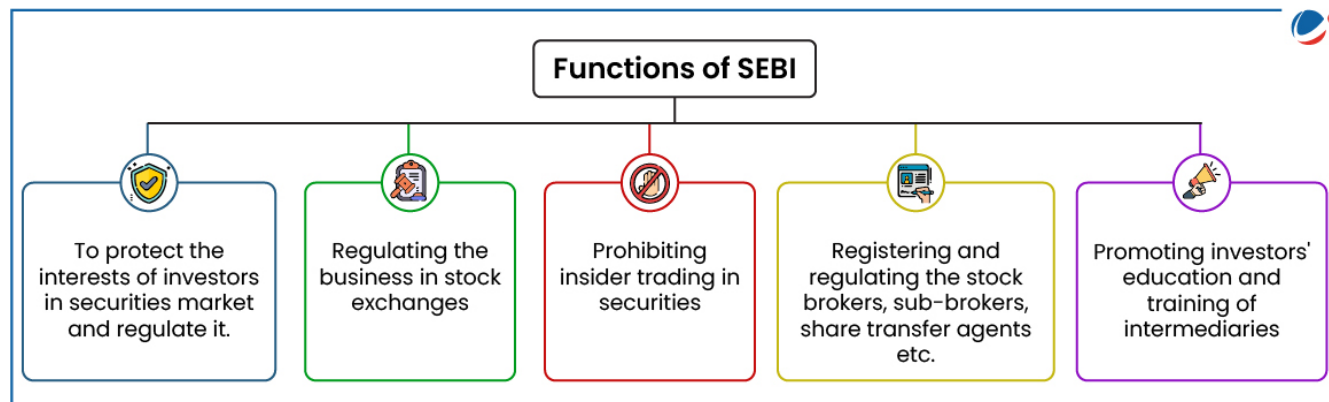 Functions of SEBI
To protect the
interests of investors
in securities market
and regulate it.
Regulating the
business in stock
exchanges
Prohibiting
insider trading in
securities
Registering and
regulating the stock
brokers, sub-brokers,
share transfer agents
etc.
Promoting investors'
education and
training of
intermediaries